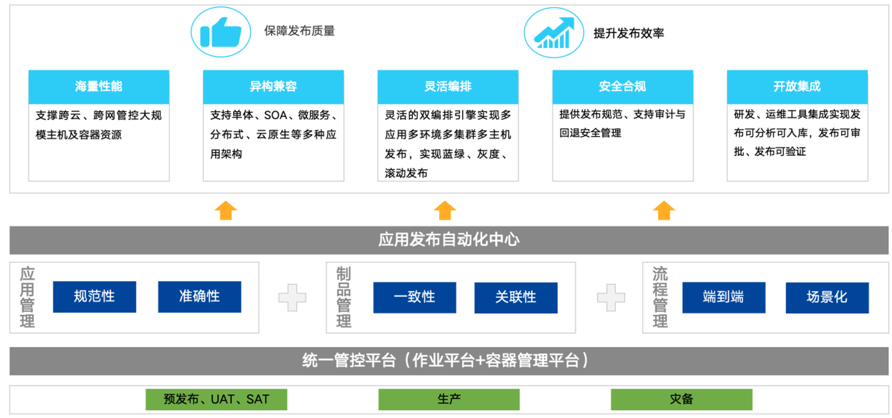 保障发布质量
提升发布效率
海量性能
支撑跨云、跨网管控大规
模主机及容器资源
异构兼容
支持单体、SOA、微服务、
分布式、云原生等多种应
用架构
灵活编排
灵活的双编排引擎实现多
应用多环境多集群多主机
发布，实现蓝绿、灰度、
滚动发布
安全合规
提供发布规范、支持审计与
回退安全管理
开放集成
研发、运维工具集成实现发
布可分析可入库，发布可审
批、发布可验证
应用发布自动化中心
应用管理
规范性
准确性
制品管理
一致性
关联性
流程管理
端到端
场景化
统一管控平台（作业平台+容器管理平台）
预发布、UAT、SAT
生产
灾备